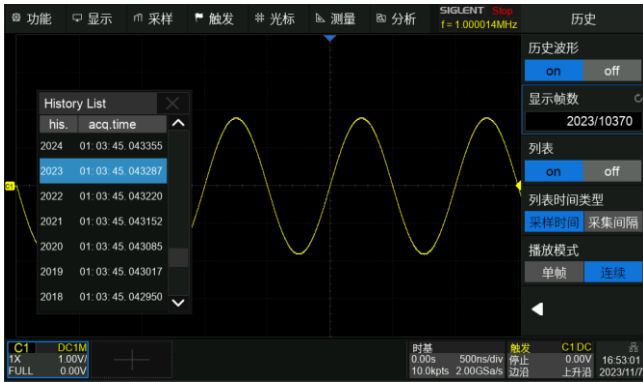 功能 显示 采样 触发 光标 测量 分析 SIGLENT Stop 历史
f = 1.000014MHz
历史波形
on off
显示帧数
2023/10370
列表
on off
列表时间类型
采样时间 采集间隔
播放模式
单帧 连续
History List
his. acq.time
2024 01:03:45.043355
2023 01:03:45.043287
2022 01:03:45.043220
2021 01:03:45.043152
2020 01:03:45.043085
2019 01:03:45.043017
2018 01:03:45.042950
C1
C1 DC1M
1X 1.00V/
FULL 0.00V
时基
0.00s 500ns/div
10.0kpts 2.00GSa/s
触发 C1 DC
停止 0.00V
边沿 上升沿
16:53:01
2023/11/7